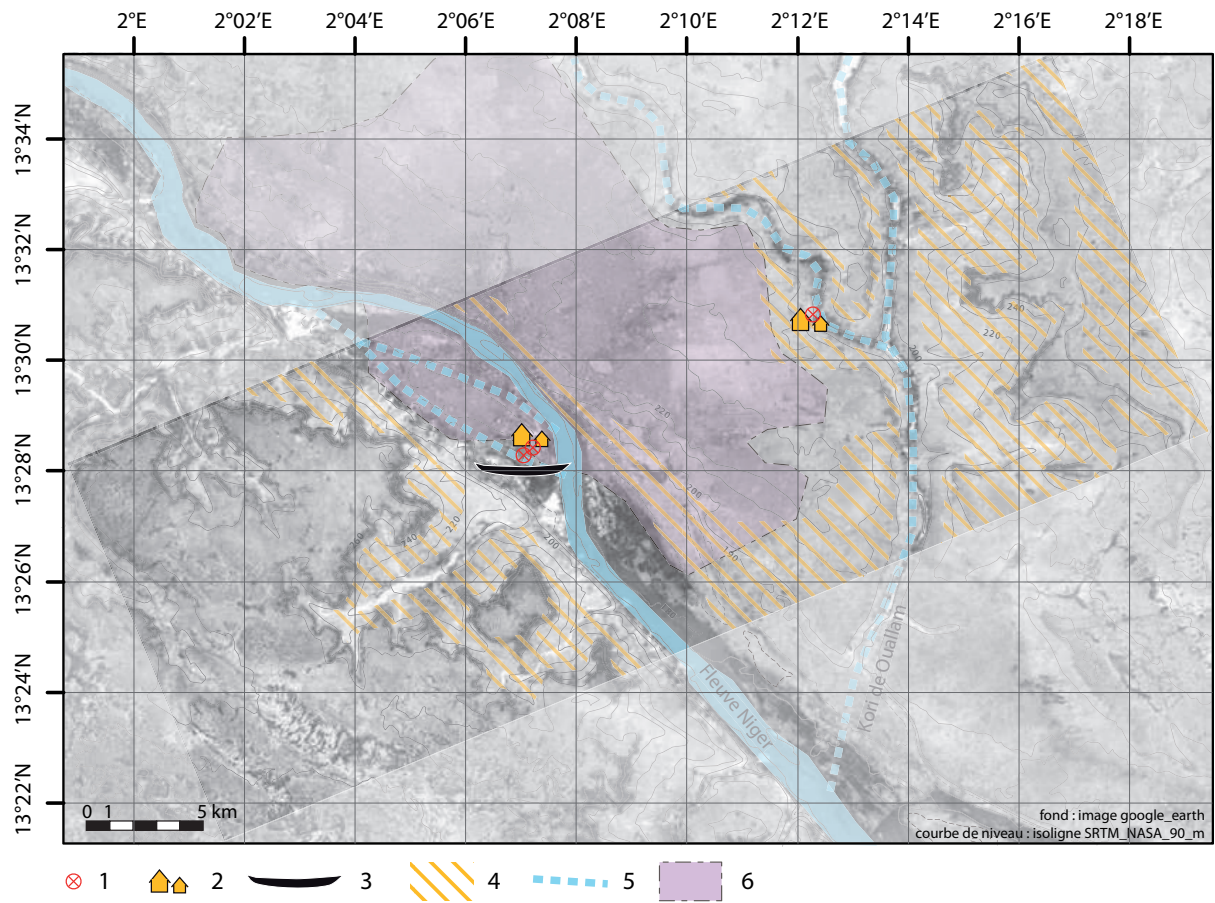 2°E 2°02'E 2°04'E 2°06'E 2°08'E 2°10'E 2°12'E 2°14'E 2°16'E 2°18'E
13°34'N
13°32'N
13°30'N
13°28'N
13°26'N
13°24'N
13°22'N
240
220
200
220
200
190
220
240
200
Fleuve Niger
Kori de Ouallam
0 1 5 km
fond : image google_earth
courbe de niveau : isoligne SRTM_NASA_90_m
1 2 3 4 5 6